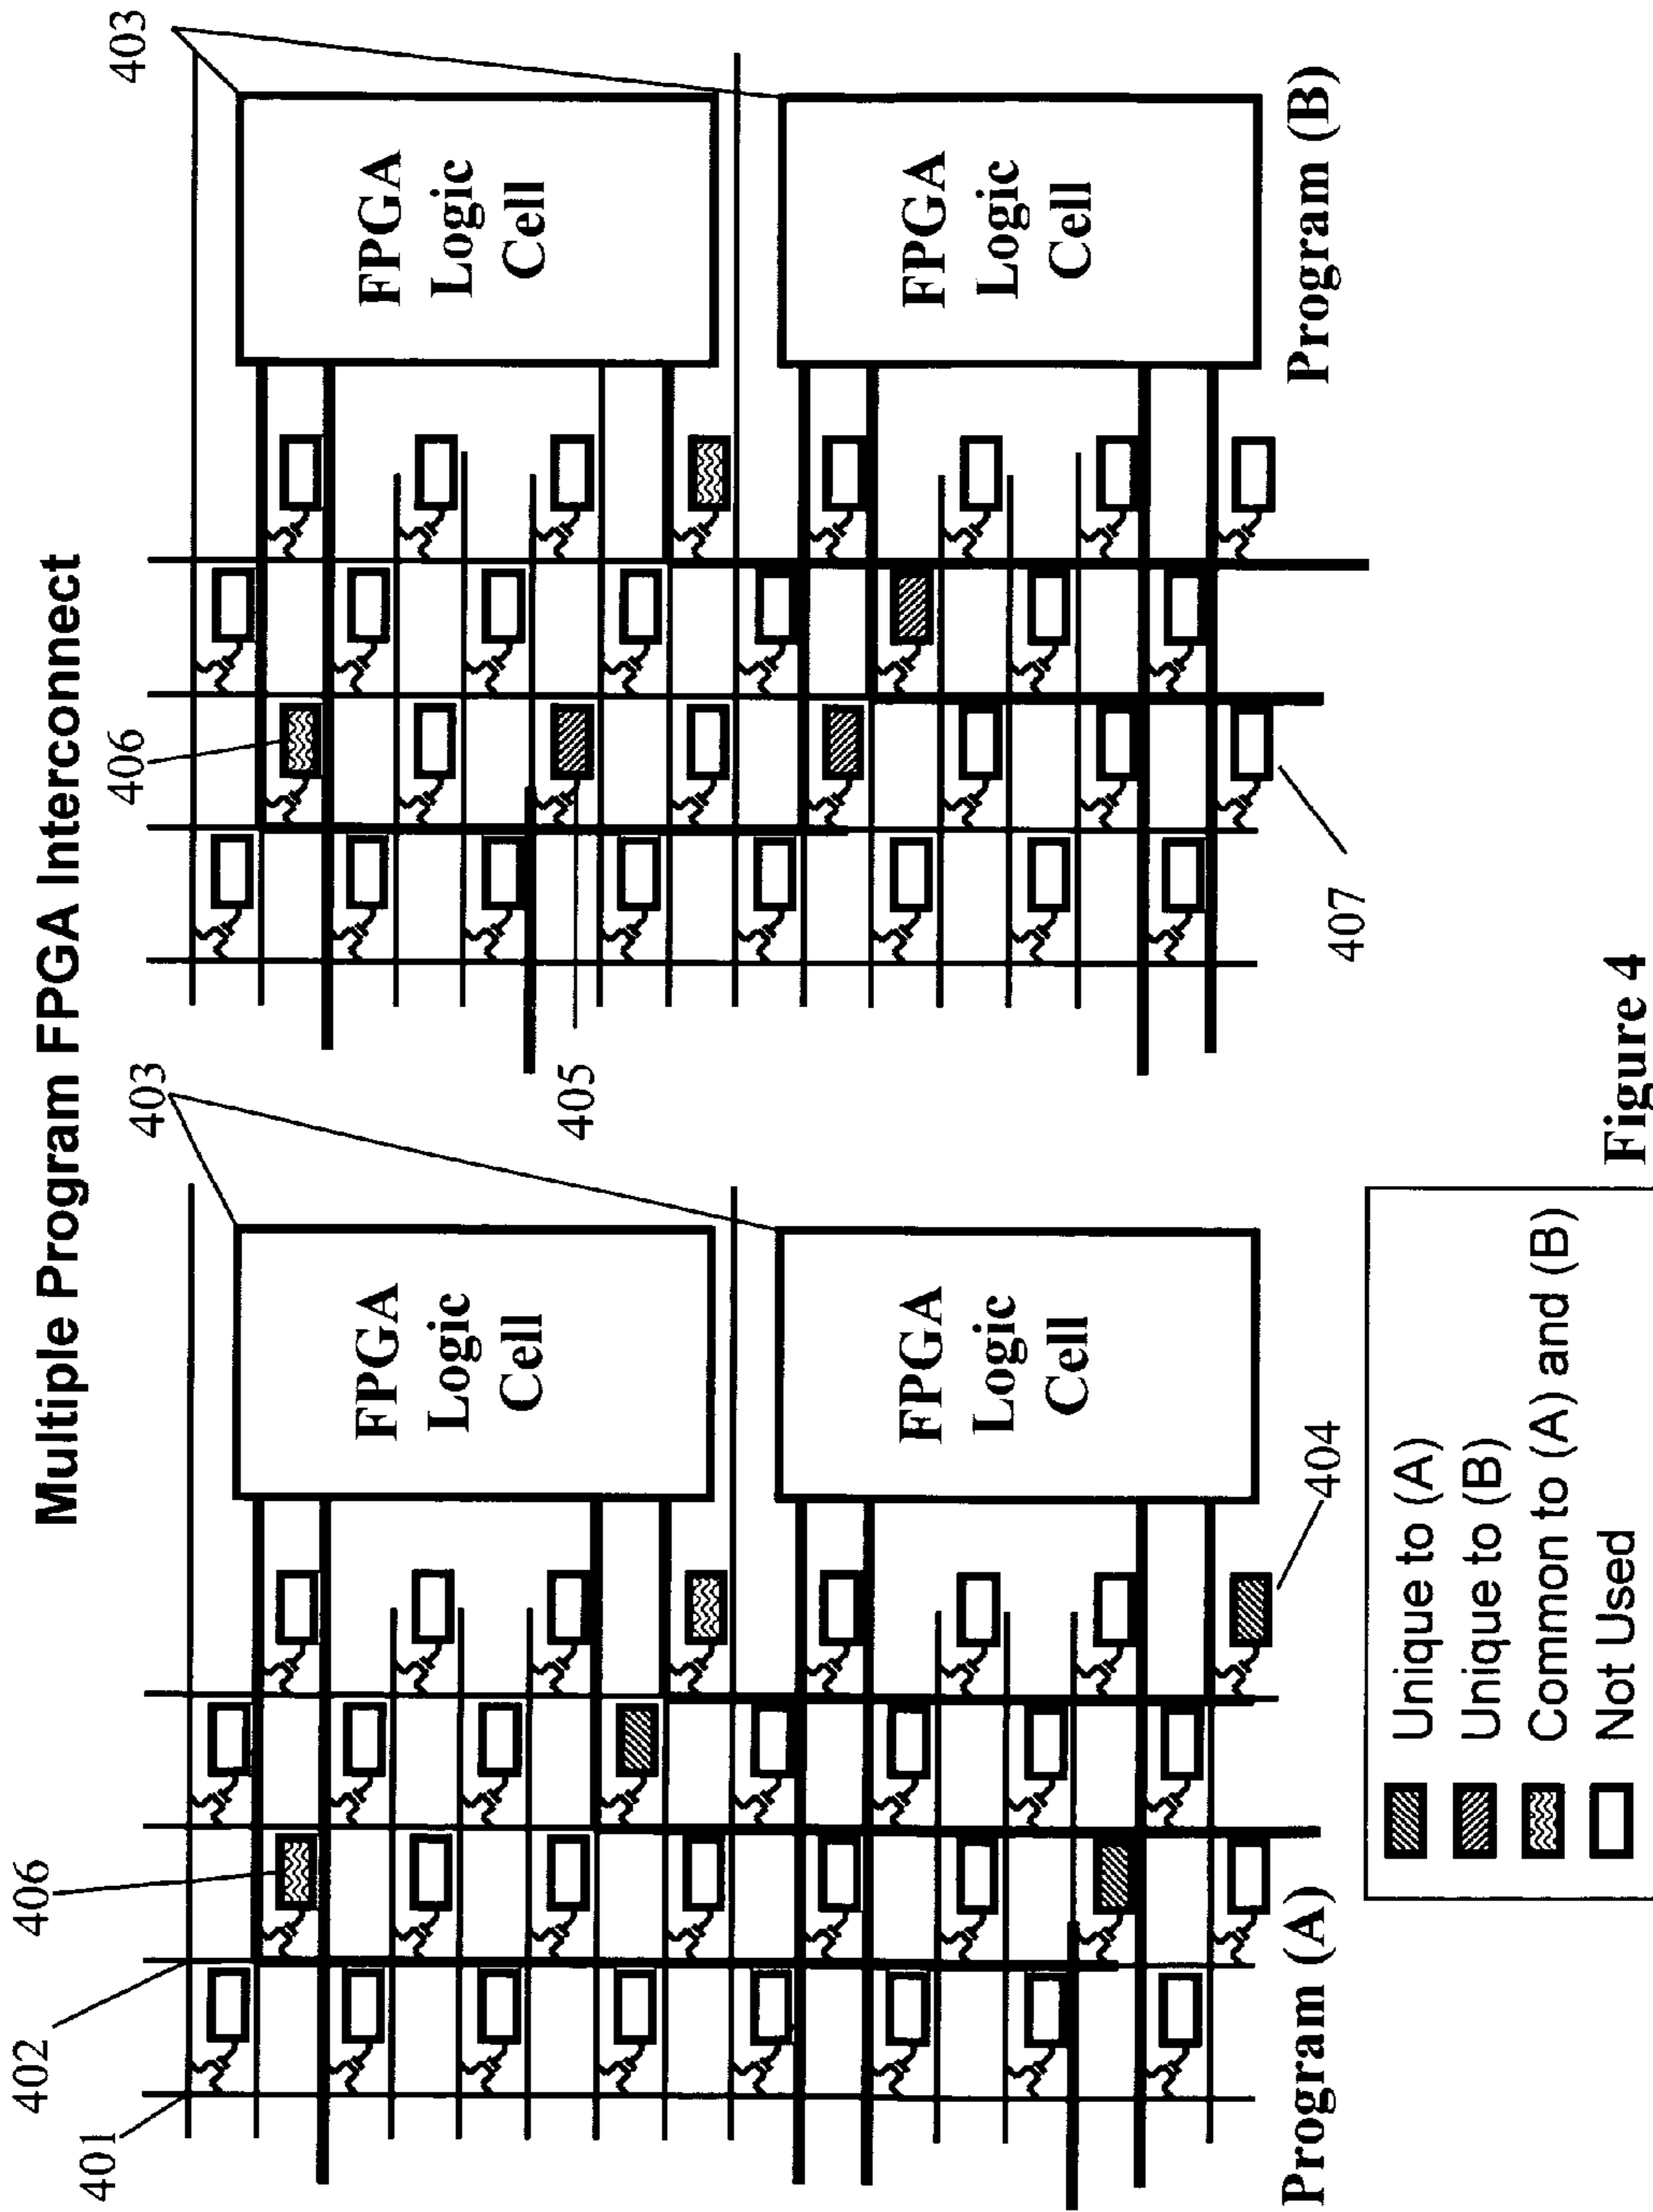 Multiple Program FPGA Interconnect
401
402
406
403
406
403
FPGA
Logic
Cell
FPGA
Logic
Cell
FPGA
Logic
Cell
FPGA
Logic
Cell
404
405
407
Program (A)
Program (B)
Unique to (A)
Unique to (B)
Common to (A) and (B)
Not Used
Figure 4